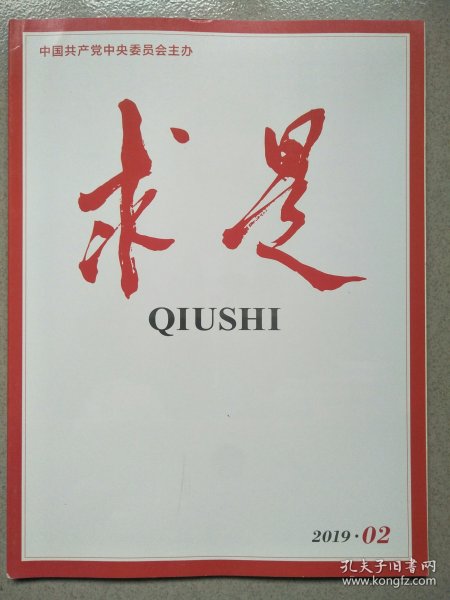 中国共产党中央委员会主办
求是
QIUSHI
2019·02
孔夫子旧书网
www.kongfz.com